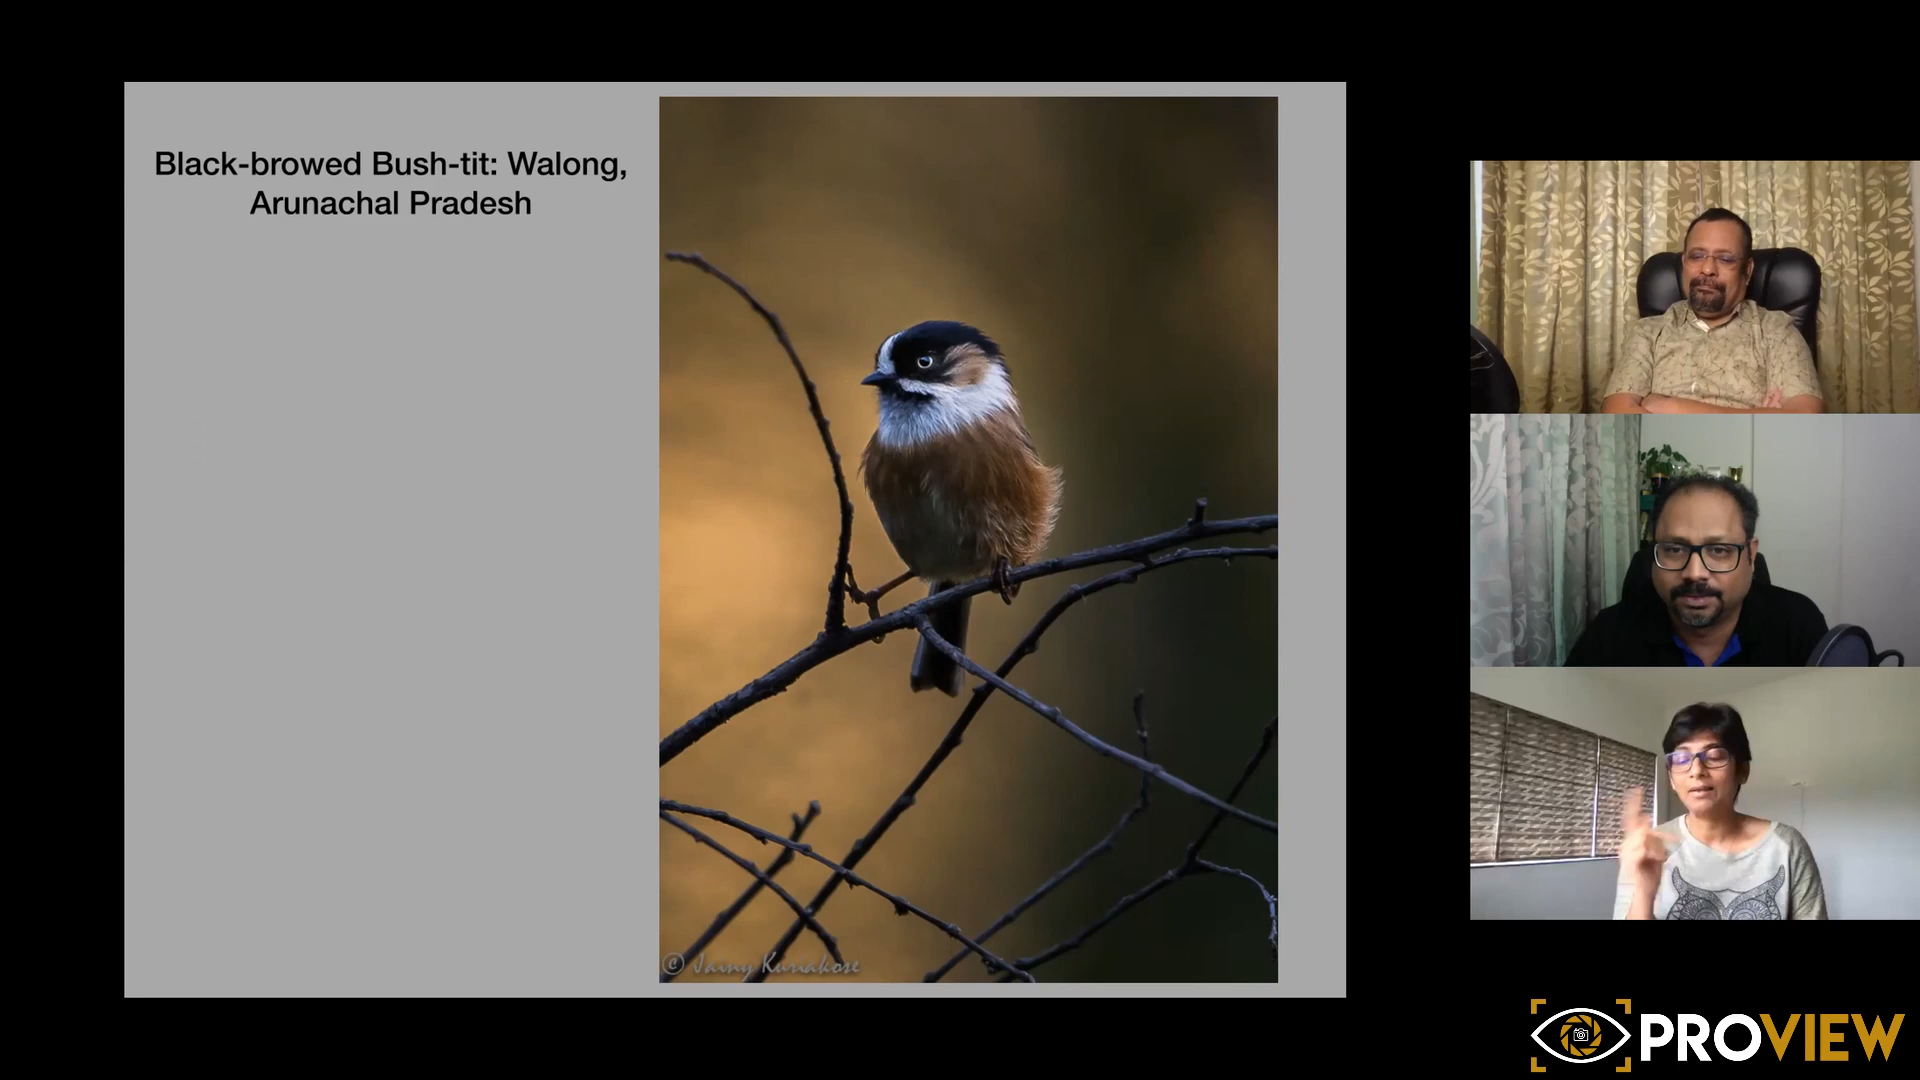 Black-browed Bush-tit: Walong,
Arunachal Pradesh
© Jainy Kuriakose
PROVIEW